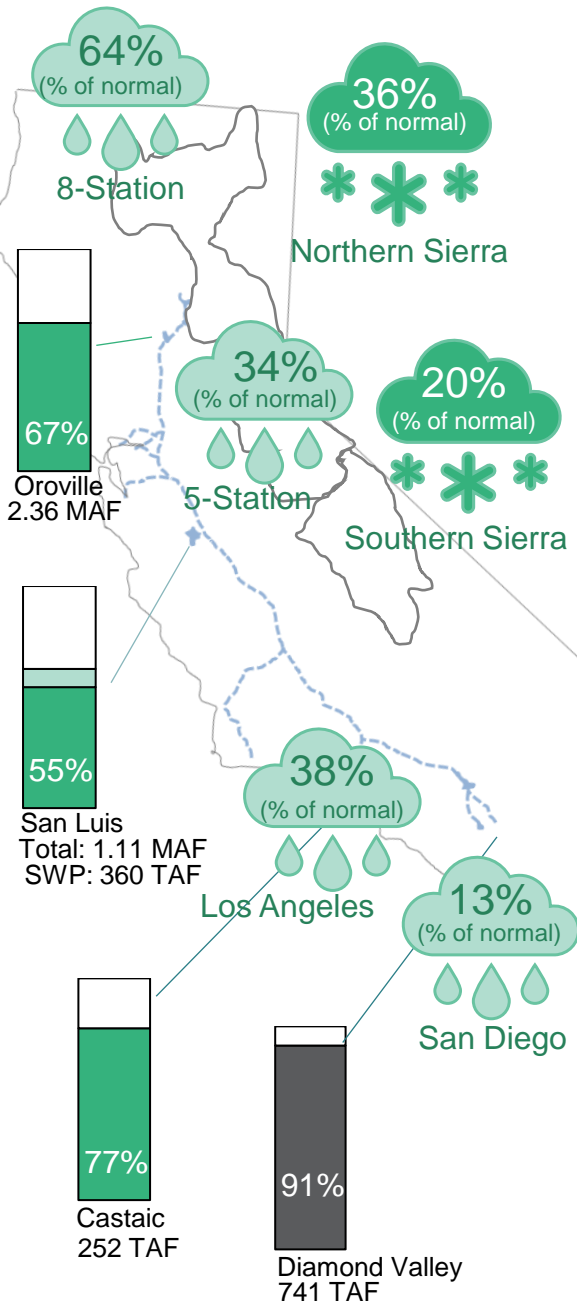 64%
(% of normal)
8-Station
36%
(% of normal)
Northern Sierra
67%
Oroville
2.36 MAF
34%
(% of normal)
5-Station
20%
(% of normal)
Southern Sierra
55%
San Luis
Total: 1.11 MAF
SWP: 360 TAF
38%
(% of normal)
Los Angeles
13%
(% of normal)
San Diego
77%
Castaic
252 TAF
91%
Diamond Valley
741 TAF